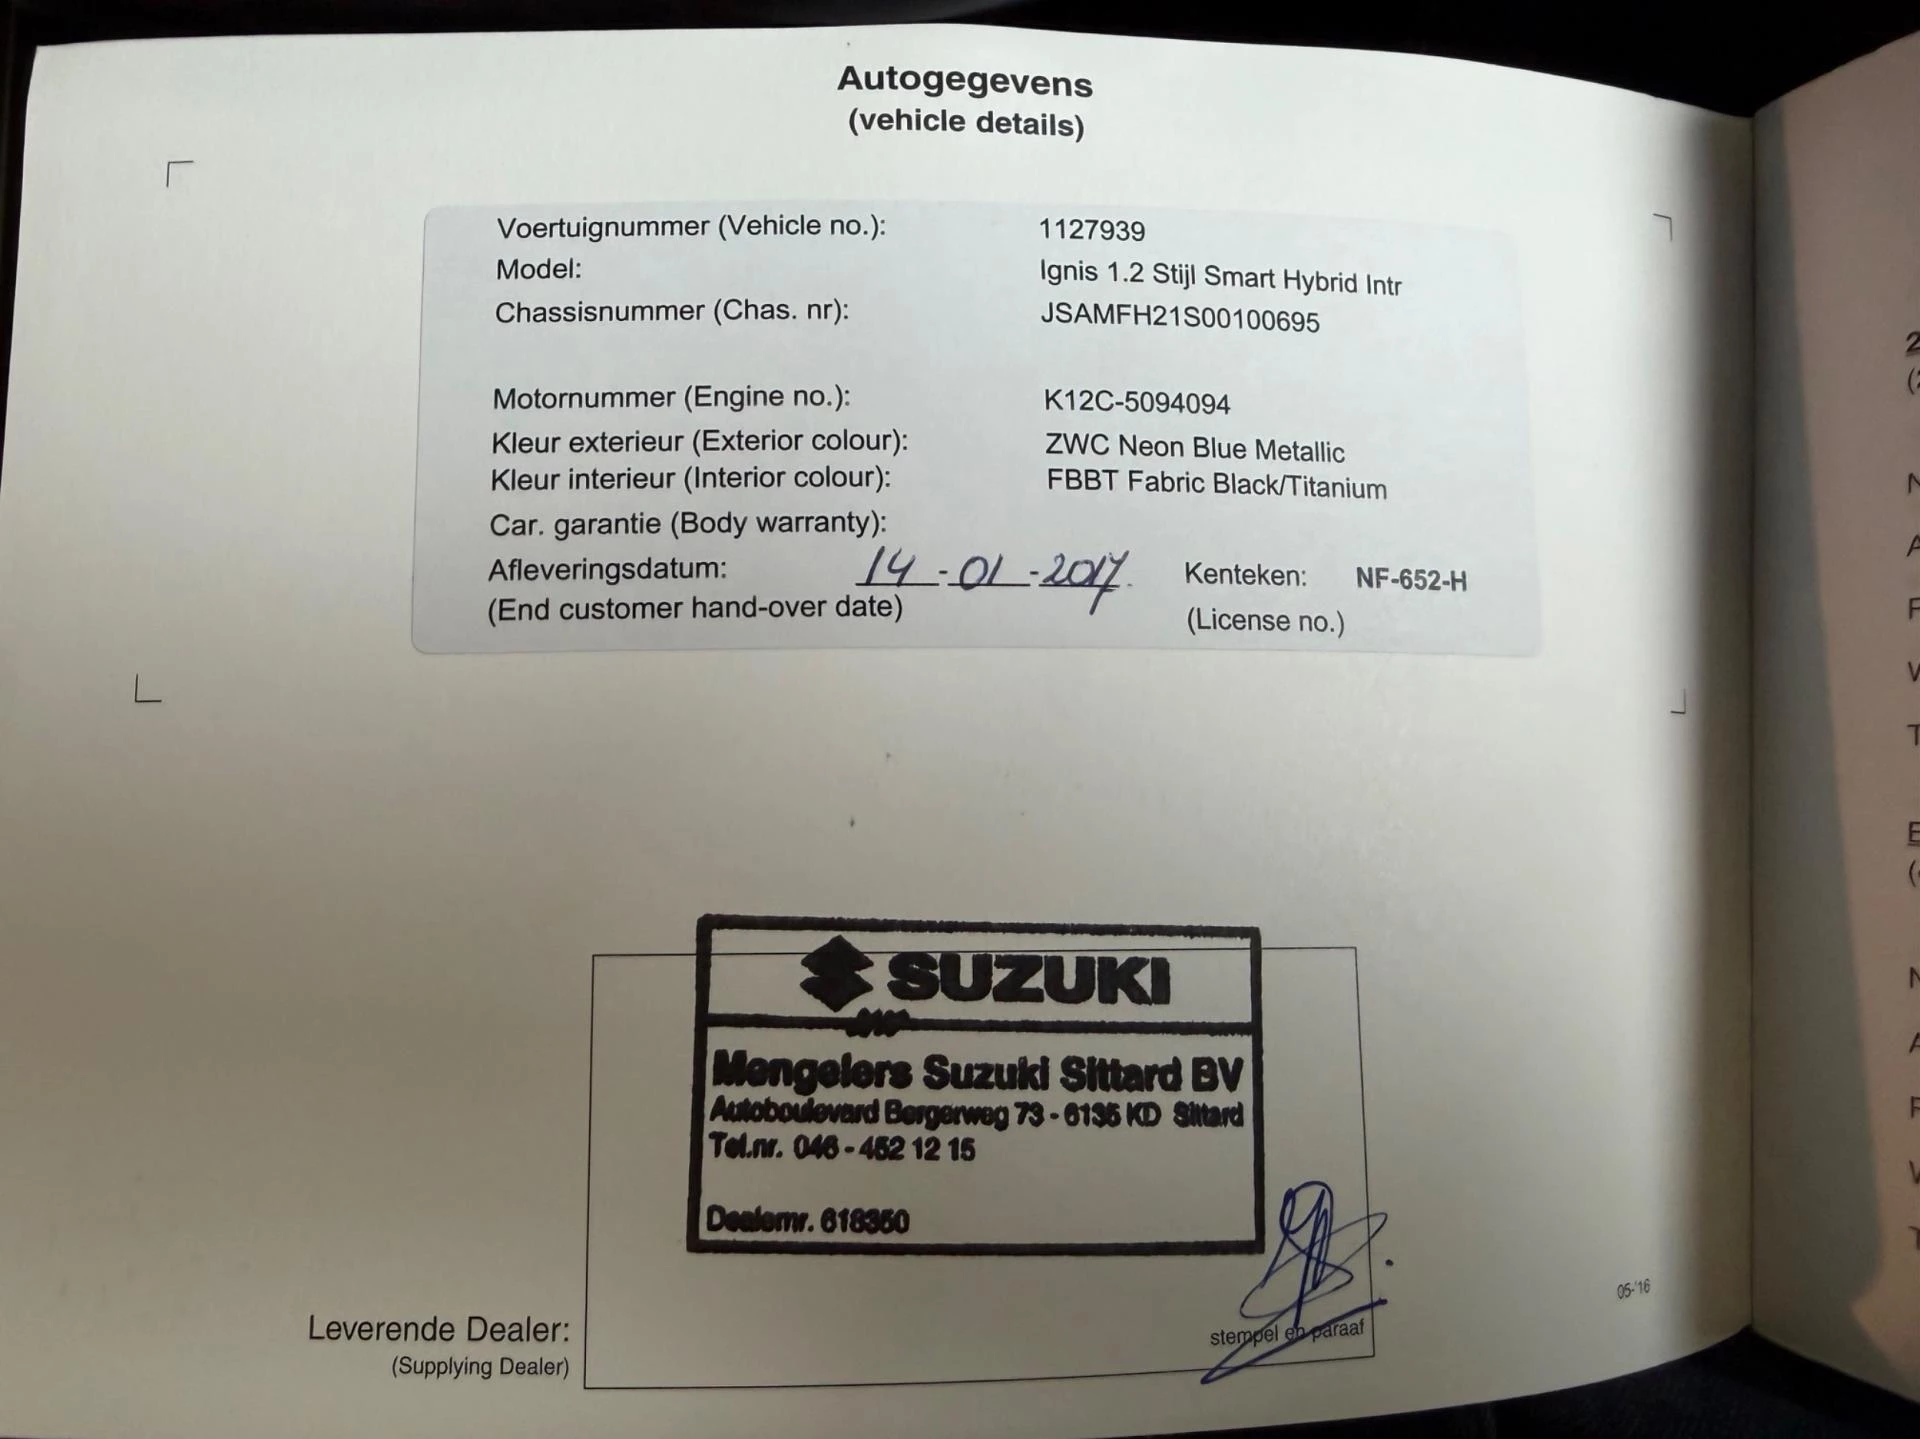 Autogegevens
(vehicle details)
Voertuignummer (Vehicle no.): 1127939
Model: Ignis 1.2 Stijl Smart Hybrid Intr
Chassisnummer (Chas. nr): JSAMFH21S00100695
Motornummer (Engine no.): K12C-5094094
Kleur exterieur (Exterior colour): ZWC Neon Blue Metallic
Kleur interieur (Interior colour): FBBT Fabric Black/Titanium
Car. garantie (Body warranty):
Afleveringsdatum: 14-01-2017. Kenteken: NF-652-H
(End customer hand-over date) (License no.)
SUZUKI
Mengelers Suzuki Sittard BV
Autoboulevard Bergerweg 73 - 6135 KD Sittard
Tel.nr. 046 - 452 12 15
Dealernr. 618350
05-'16
Leverende Dealer:
(Supplying Dealer)
stempel en paraaf